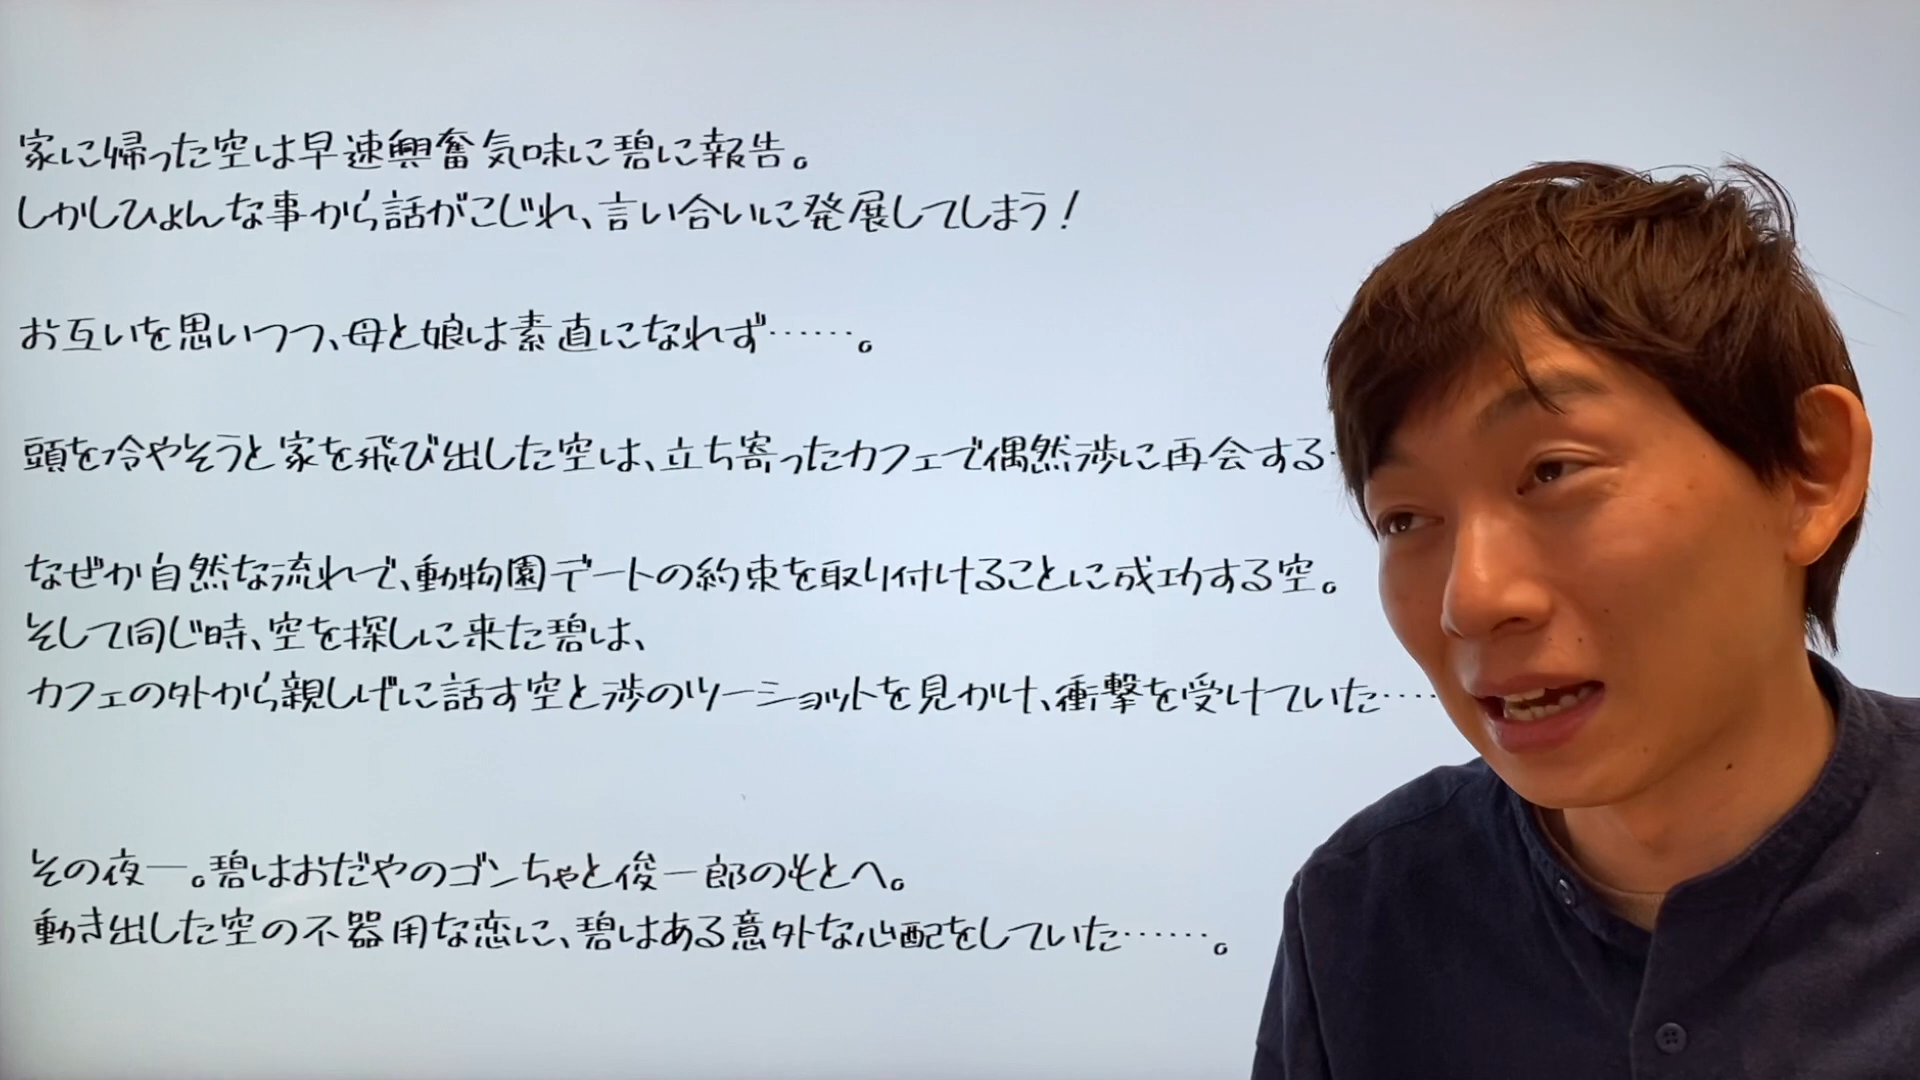 家に帰った空は早速興奮気味に碧に報告。
しかしひょんな事から話がこじれ、言い合いに発展してしまう！
お互いを思いつつ、母と娘は素直になれず……。
頭を冷やそうと家を飛び出した空は、立ち寄ったカフェで偶然渉に再会する…
なぜか自然な流れで、動物園デートの約束を取り付けることに成功する空。
そして同じ時、空を探しに来た碧は、
カフェの外から親しげに話す空と渉のツーショットを見かけ、衝撃を受けていた……
その夜―。碧はおだやのゴンちゃと俊一郎のもとへ。
動き出した空の不器用な恋に、碧はある意外な心配をしていた……。